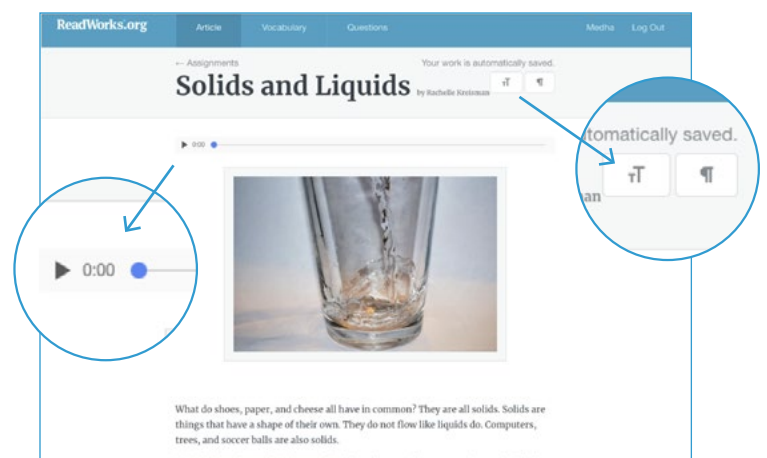 ReadWorks.org Article Vocabulary Questions Medha Log Out
← Assignments Your work is automatically saved.
Solids and Liquids by Rachelle Kreisman TT ¶
0:00
tomatically saved.
an TT ¶
0:00
What do shoes, paper, and cheese all have in common? They are all solids. Solids are
things that have a shape of their own. They do not flow like liquids do. Computers,
trees, and soccer balls are also solids.